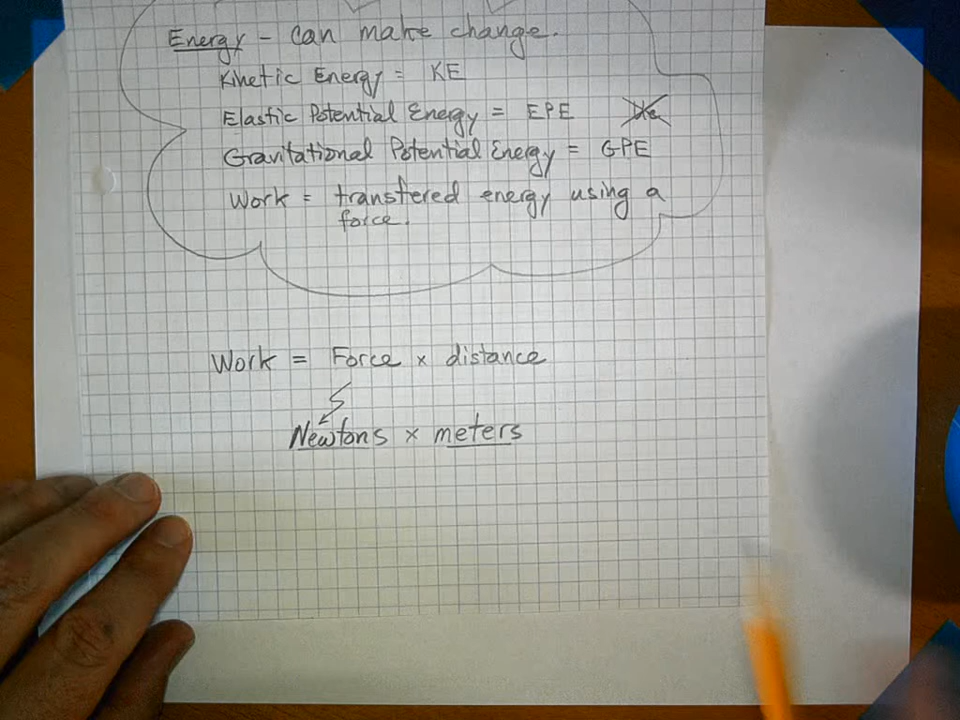 Energy - can make change.
Kinetic Energy = KE
Elastic Potential Energy = EPE
Gravitational Potential Energy = GPE
Work = transfered energy using a
force.
Work = Force × distance
Newtons × meters